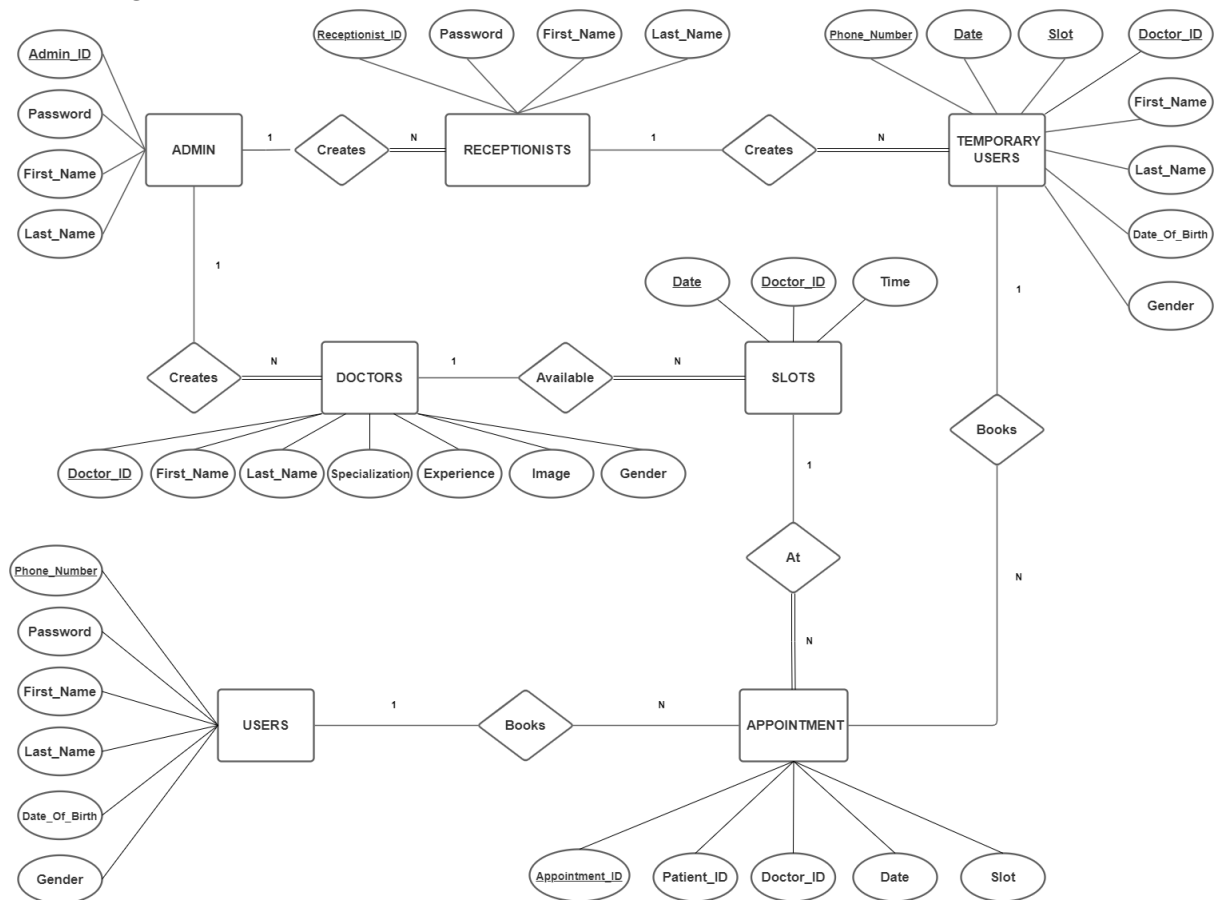 Receptionist_ID
Password
First_Name
Last_Name
Phone_Number
Date
Slot
Doctor_ID
Admin_ID
Password
First_Name
Last_Name
ADMIN
1
Creates
N
RECEPTIONISTS
1
Creates
N
TEMPORARY
USERS
First_Name
Last_Name
Date_Of_Birth
Gender
1
1
Date
Doctor_ID
Time
Creates
N
DOCTORS
1
Available
N
SLOTS
Books
Doctor_ID
First_Name
Last_Name
Specialization
Experience
Image
Gender
1
At
N
N
Phone_Number
Password
First_Name
Last_Name
Date_Of_Birth
Gender
USERS
1
Books
N
APPOINTMENT
Appointment_ID
Patient_ID
Doctor_ID
Date
Slot